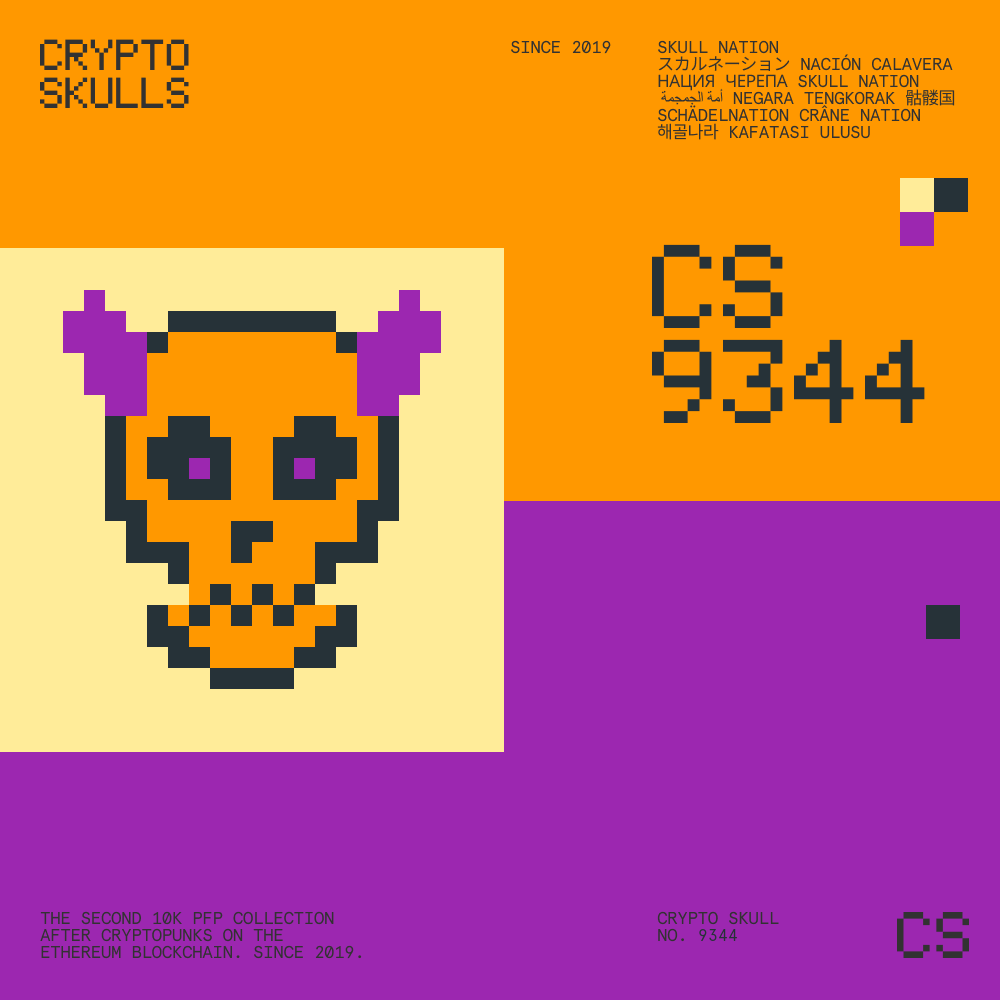 CRYPTO
SKULLS
SINCE 2019
SKULL NATION
スカルネーション NACIÓN CALAVERA
НАЦИЯ ЧЕРЕПА SKULL NATION
أمة الجمجمة NEGARA TENGKORAK 骷髅国
SCHÄDELNATION CRÂNE NATION
해골나라 KAFATASI ULUSU
CS
9344
THE SECOND 10K PFP COLLECTION
AFTER CRYPTOPUNKS ON THE
ETHEREUM BLOCKCHAIN. SINCE 2019.
CRYPTO SKULL
NO. 9344
CS